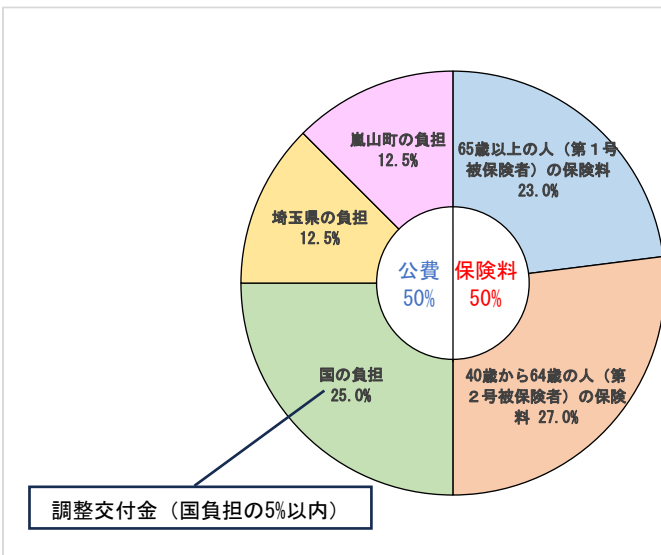 嵐山町の負担
12.5%
65歳以上の人（第１号
被保険者）の保険料
23.0%
埼玉県の負担
12.5%
公費
50%
保険料
50%
国の負担
25.0%
40歳から64歳の人（第
２号被保険者）の保険
料 27.0%
調整交付金（国負担の5%以内）